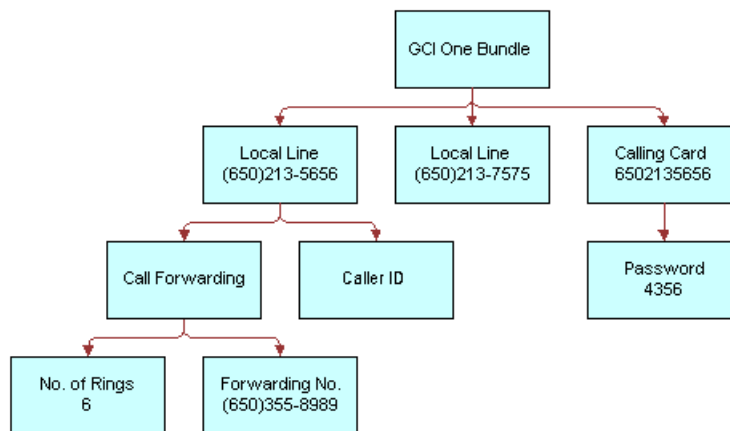 GCI One Bundle
Local Line
(650)213-5656
Local Line
(650)213-7575
Calling Card
6502135656
Call Forwarding
Caller ID
Password
4356
No. of Rings
6
Forwarding No.
(650)355-8989